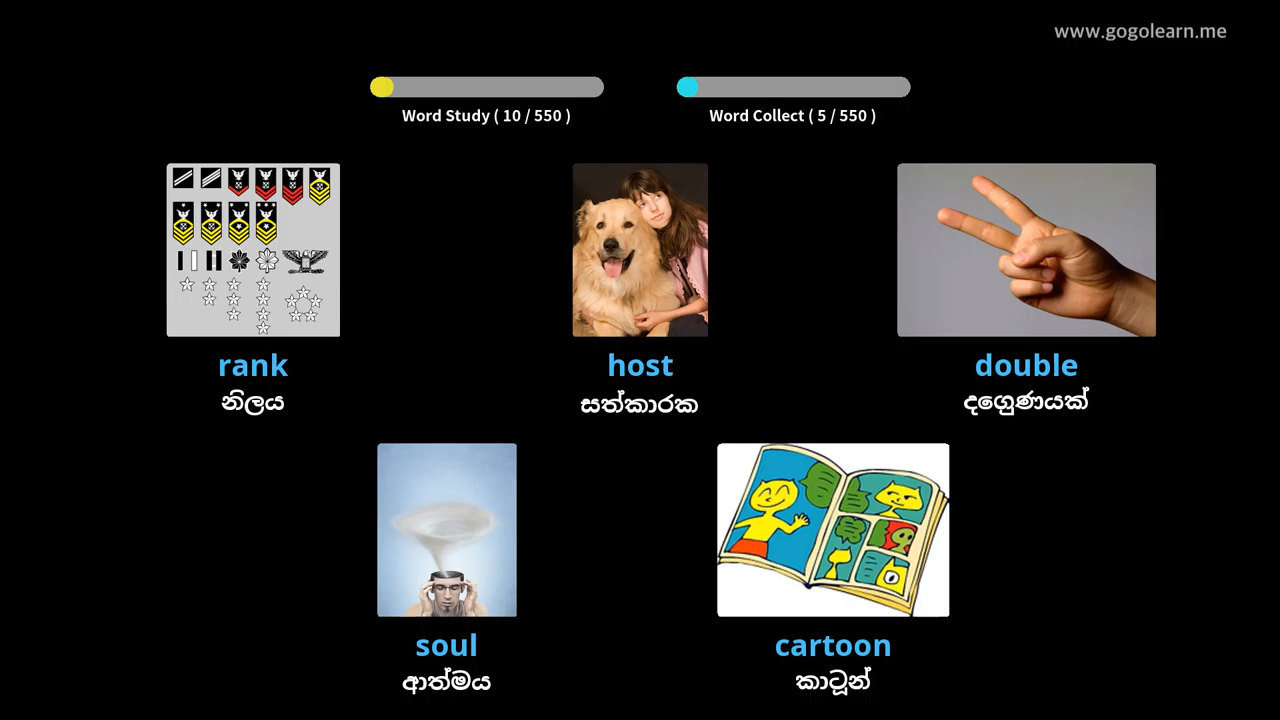 www.gogolearn.me
Word Study ( 10 / 550 )
Word Collect ( 5 / 550 )
rank
නිලය
host
සත්කාරක
double
දෙගුණයක්
soul
ආත්මය
cartoon
කාටූන්